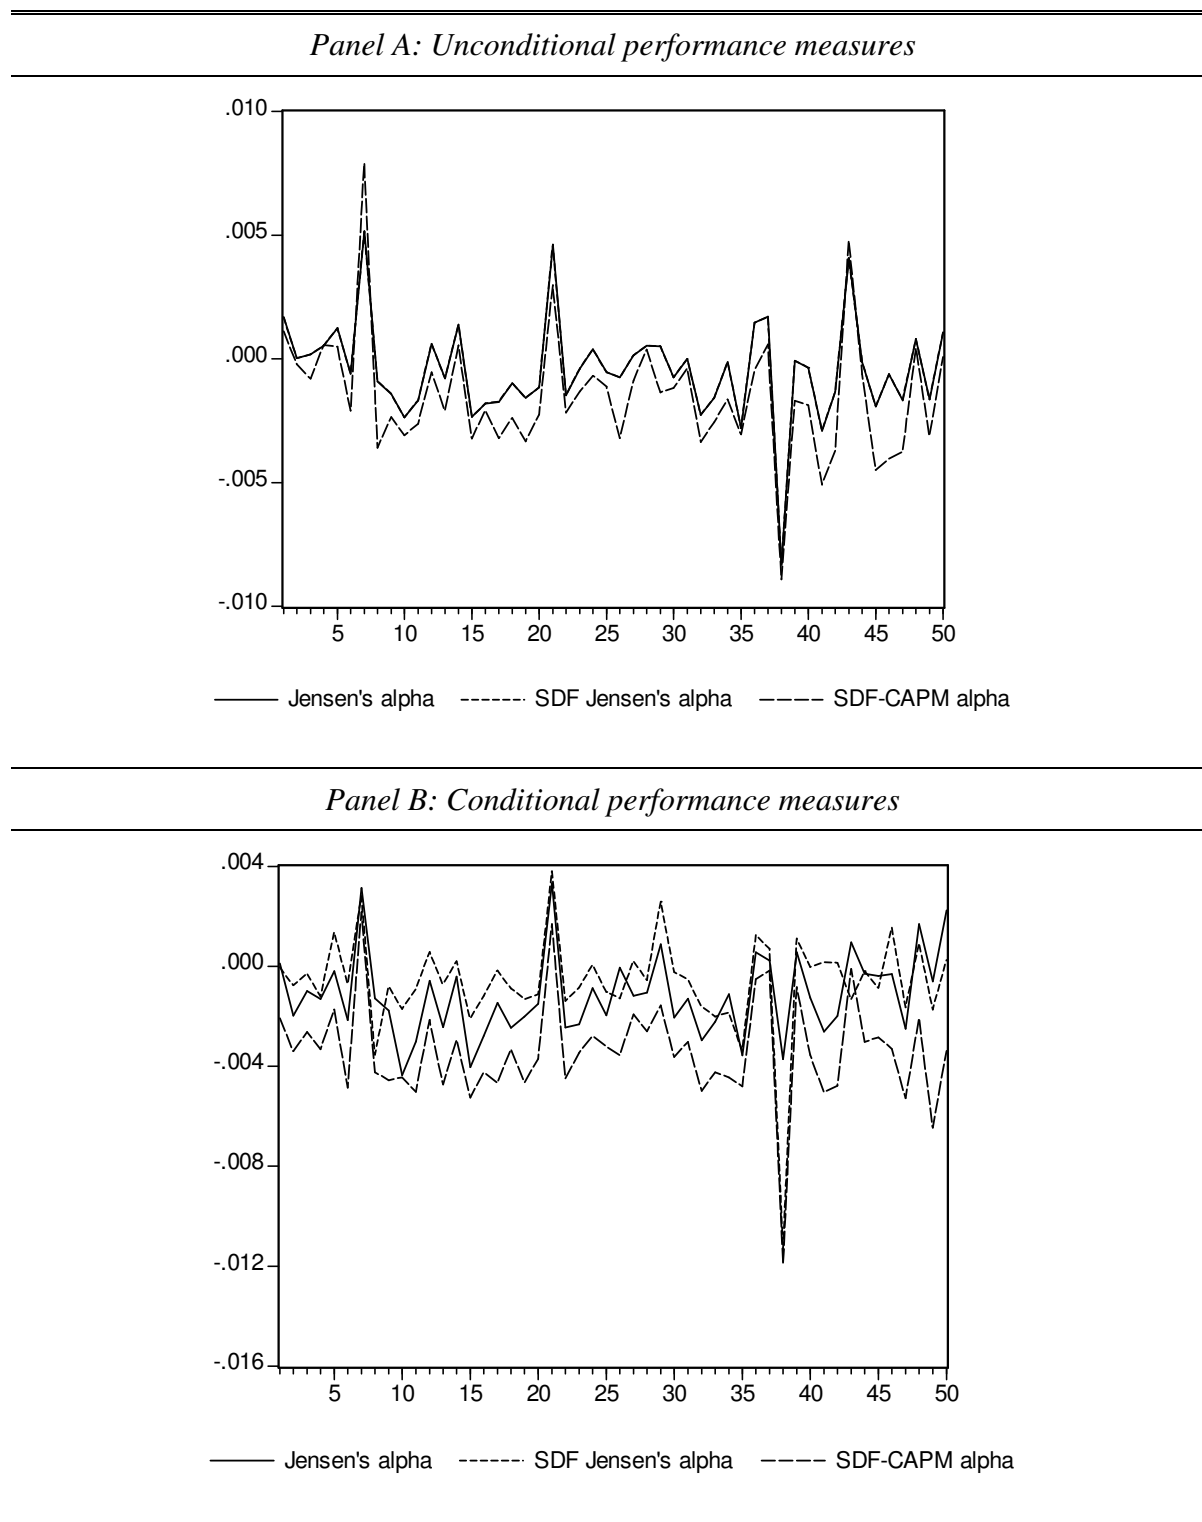 Panel A: Unconditional performance measures
.010
.005
.000
-.005
-.010
5 10 15 20 25 30 35 40 45 50
Jensen's alpha SDF Jensen's alpha SDF-CAPM alpha
Panel B: Conditional performance measures
.004
.000
-.004
-.008
-.012
-.016
5 10 15 20 25 30 35 40 45 50
Jensen's alpha SDF Jensen's alpha SDF-CAPM alpha